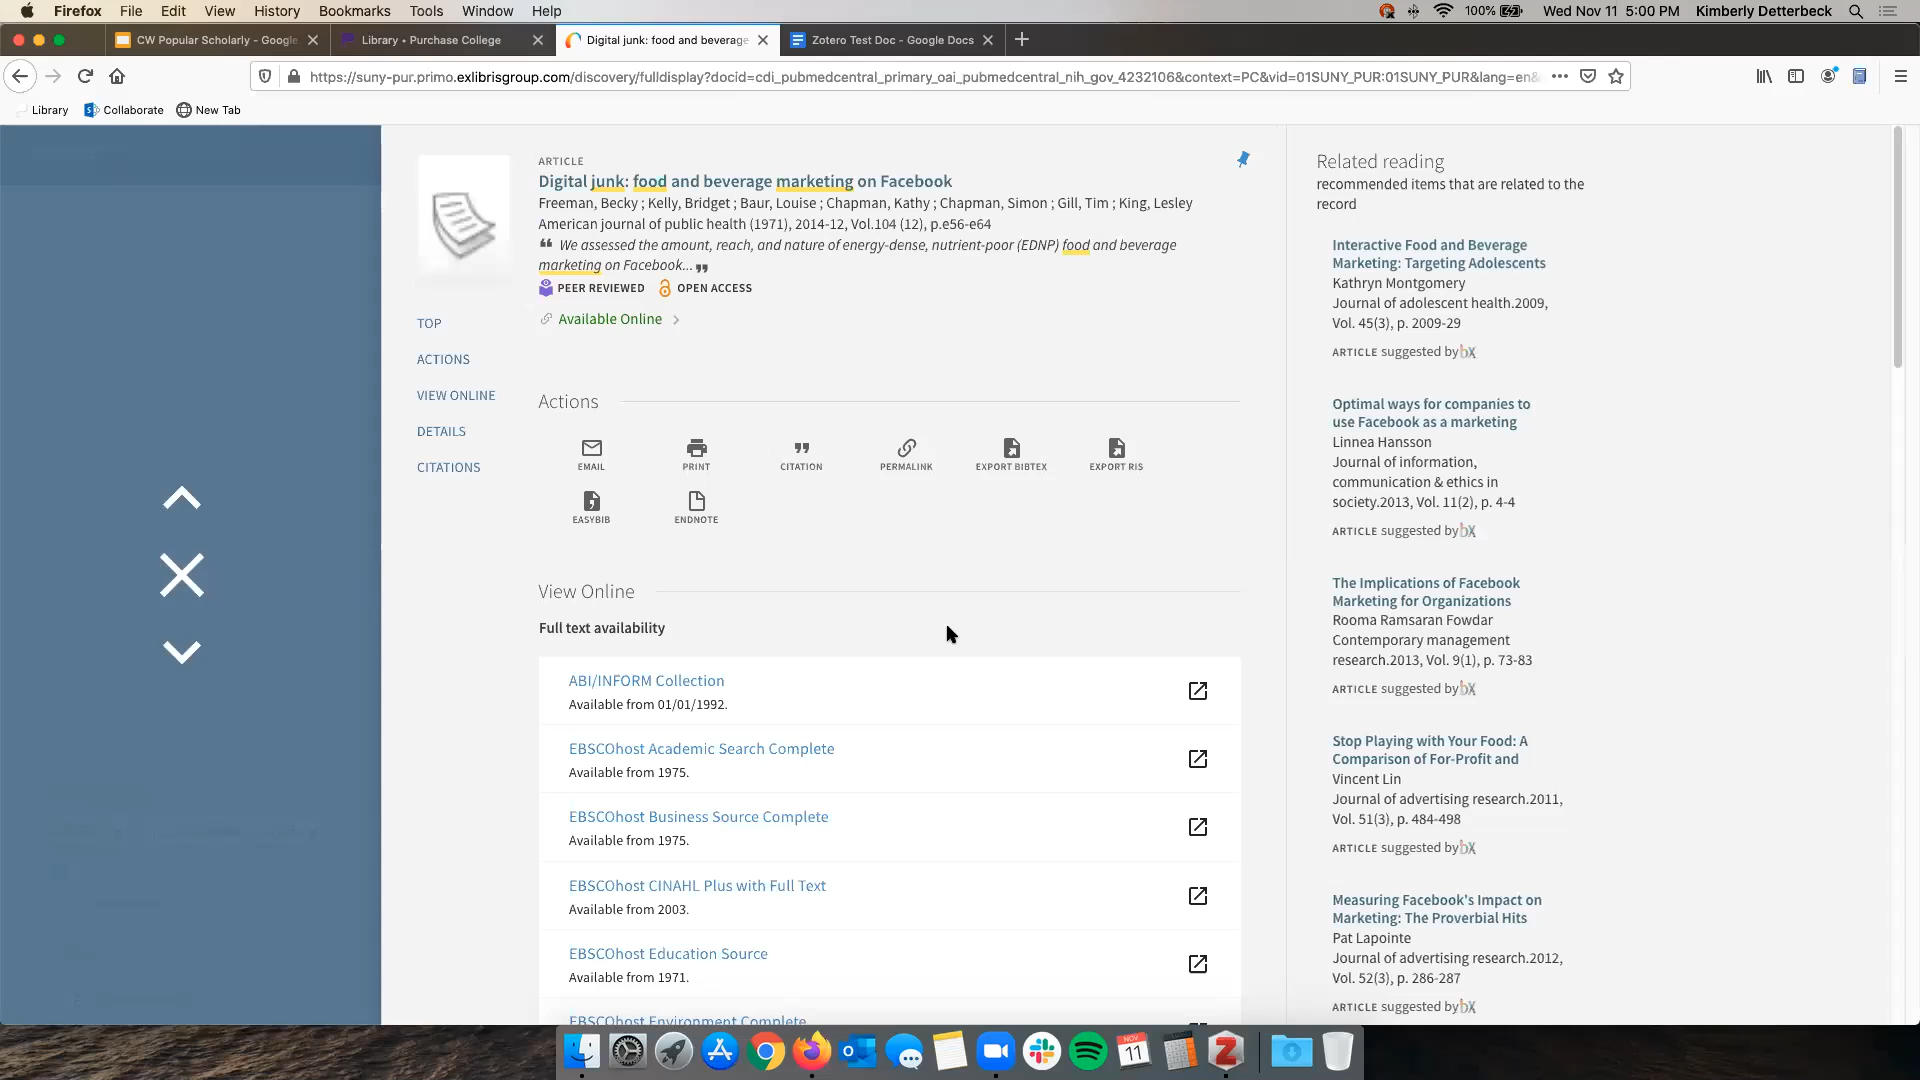 Firefox File Edit View History Bookmarks Tools Window Help 100% Wed Nov 11 5:00 PM Kimberly Detterbeck
CW Popular Scholarly - Google
Library • Purchase College
Digital junk: food and beverage
Zotero Test Doc - Google Docs
https://suny-pur.primo.exlibrisgroup.com/discovery/fulldisplay?docid=cdi_pubmedcentral_primary_oai_pubmedcentral_nih_gov_4232106&context=PC&vid=01SUNY_PUR:01SUNY_PUR&lang=en&
Library Collaborate New Tab
ARTICLE
Digital junk: food and beverage marketing on Facebook
Freeman, Becky ; Kelly, Bridget ; Baur, Louise ; Chapman, Kathy ; Chapman, Simon ; Gill, Tim ; King, Lesley
American journal of public health (1971), 2014-12, Vol.104 (12), p.e56-e64
❝ We assessed the amount, reach, and nature of energy-dense, nutrient-poor (EDNP) food and beverage
marketing on Facebook... ❞
PEER REVIEWED OPEN ACCESS
Available Online
TOP
ACTIONS
VIEW ONLINE
DETAILS
CITATIONS
Actions
EMAIL
PRINT
CITATION
PERMALINK
EXPORT BIBTEX
EXPORT RIS
EASYBIB
ENDNOTE
View Online
Full text availability
ABI/INFORM Collection
Available from 01/01/1992.
EBSCOhost Academic Search Complete
Available from 1975.
EBSCOhost Business Source Complete
Available from 1975.
EBSCOhost CINAHL Plus with Full Text
Available from 2003.
EBSCOhost Education Source
Available from 1971.
EBSCOhost Environment Complete
Related reading
recommended items that are related to the
record
Interactive Food and Beverage
Marketing: Targeting Adolescents
Kathryn Montgomery
Journal of adolescent health.2009,
Vol. 45(3), p. 2009-29
ARTICLE suggested by bX
Optimal ways for companies to
use Facebook as a marketing
Linnea Hansson
Journal of information,
communication & ethics in
society.2013, Vol. 11(2), p. 4-4
ARTICLE suggested by bX
The Implications of Facebook
Marketing for Organizations
Rooma Ramsaran Fowdar
Contemporary management
research.2013, Vol. 9(1), p. 73-83
ARTICLE suggested by bX
Stop Playing with Your Food: A
Comparison of For-Profit and
Vincent Lin
Journal of advertising research.2011,
Vol. 51(3), p. 484-498
ARTICLE suggested by bX
Measuring Facebook's Impact on
Marketing: The Proverbial Hits
Pat Lapointe
Journal of advertising research.2012,
Vol. 52(3), p. 286-287
ARTICLE suggested by bX
NOV
11
Z